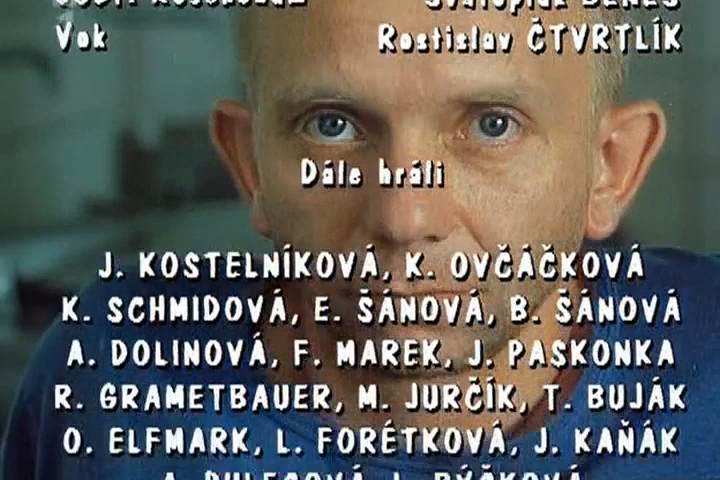 Vok Rostislav ČTVRTLÍK
Dále hráli
J. KOSTELNÍKOVÁ, K. OVČÁČKOVÁ
K. SCHMIDOVÁ, E. ŠÁNOVÁ, B. ŠÁNOVÁ
A. DOLINOVÁ, F. MAREK, J. PASKONKA
R. GRAMETBAUER, M. JURČÍK, T. BUJÁK
O. ELFMARK, L. FORÉTKOVÁ, J. KAŇÁK